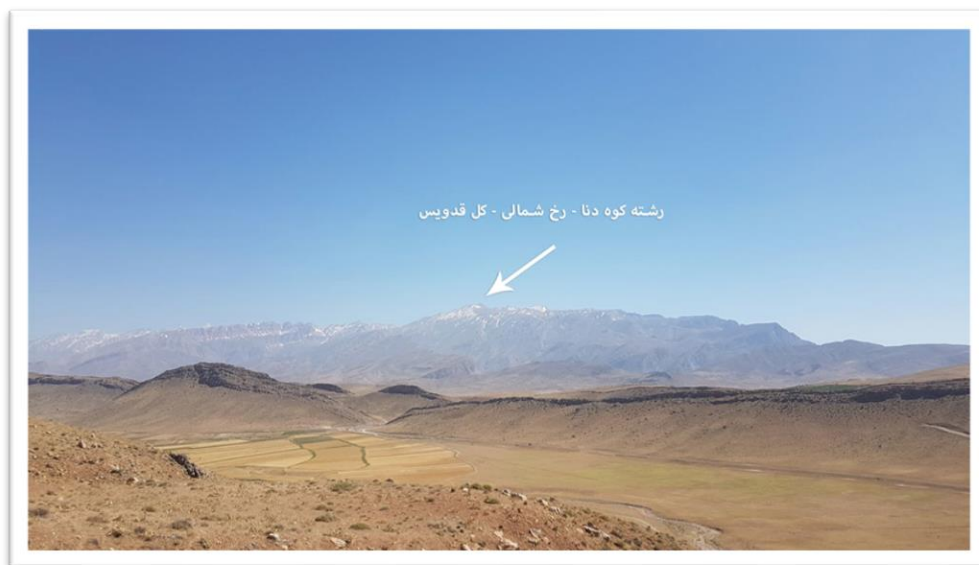 رشته کوه دنا - رخ شمالی - کل قدویس